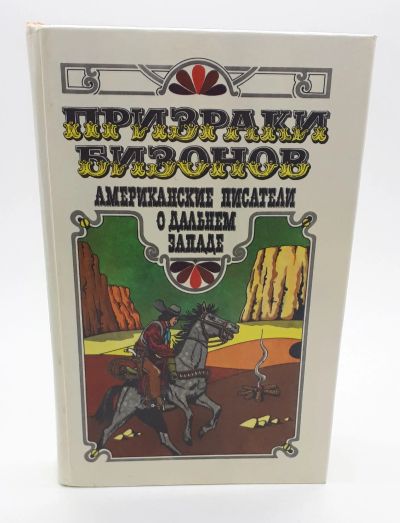 ПРИЗРАКИ
БИЗОНОВ
АМЕРИКАНСКИЕ ПИСАТЕЛИ
О ДАЛЬНЕМ
ЗАПАДЕ